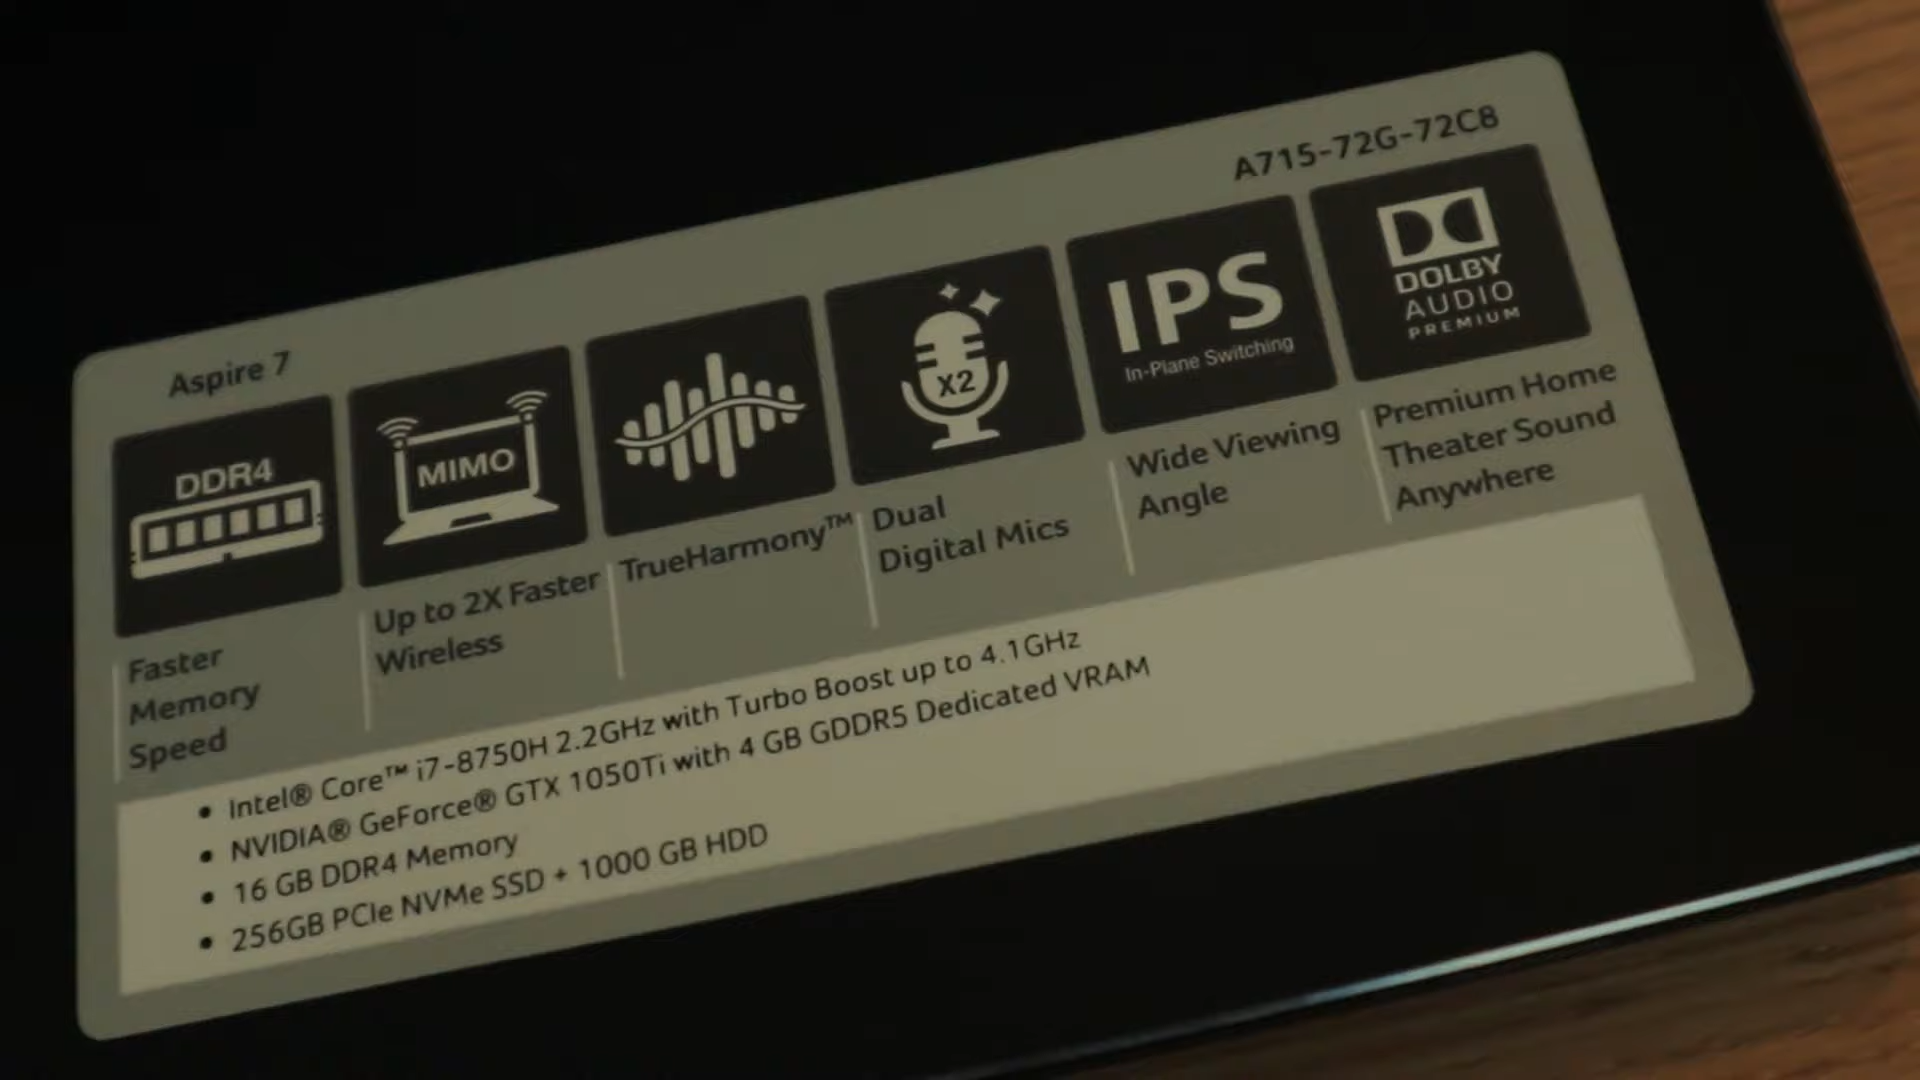 Aspire 7
A715-72G-72C8
DDR4
MIMO
X2
IPS
In-Plane Switching
DOLBY
AUDIO
PREMIUM
Faster
Memory
Speed
Up to 2X Faster
Wireless
TrueHarmony™
Dual
Digital Mics
Wide Viewing
Angle
Premium Home
Theater Sound
Anywhere
• Intel® Core™ i7-8750H 2.2GHz with Turbo Boost up to 4.1GHz
• NVIDIA® GeForce® GTX 1050Ti with 4 GB GDDR5 Dedicated VRAM
• 16 GB DDR4 Memory
• 256GB PCIe NVMe SSD + 1000 GB HDD